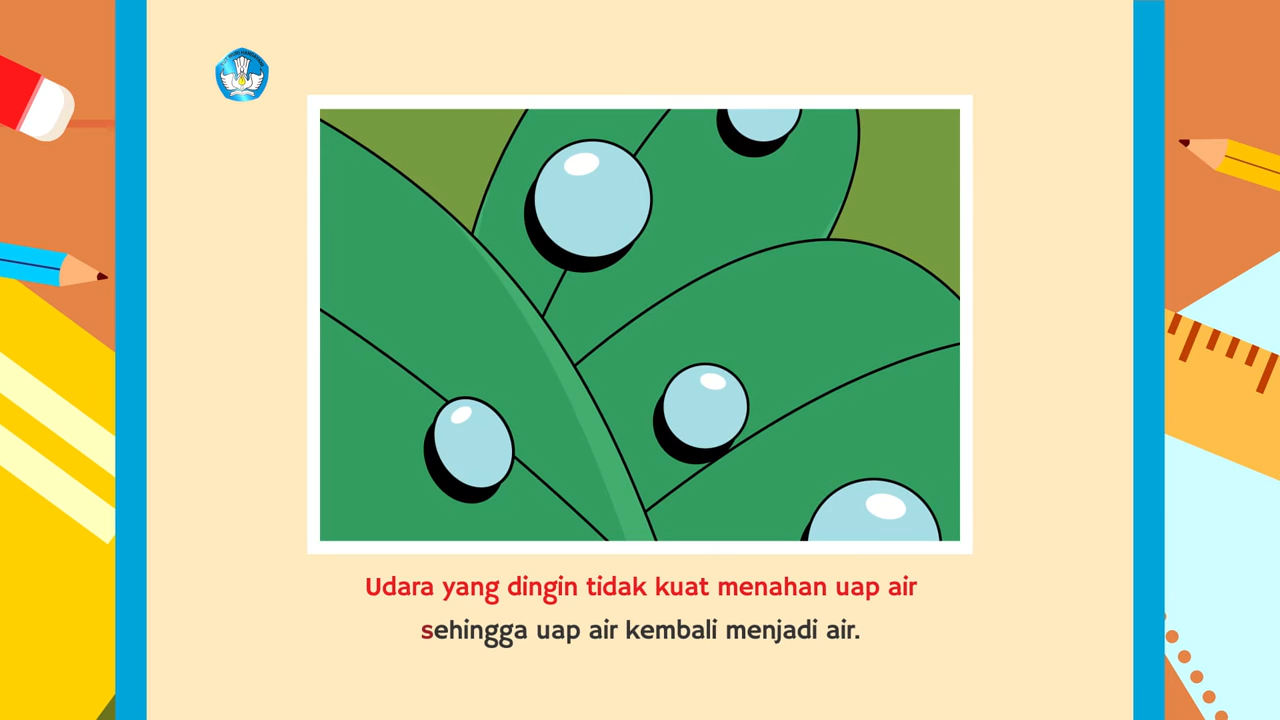 Udara yang dingin tidak kuat menahan uap air
sehingga uap air kembali menjadi air.